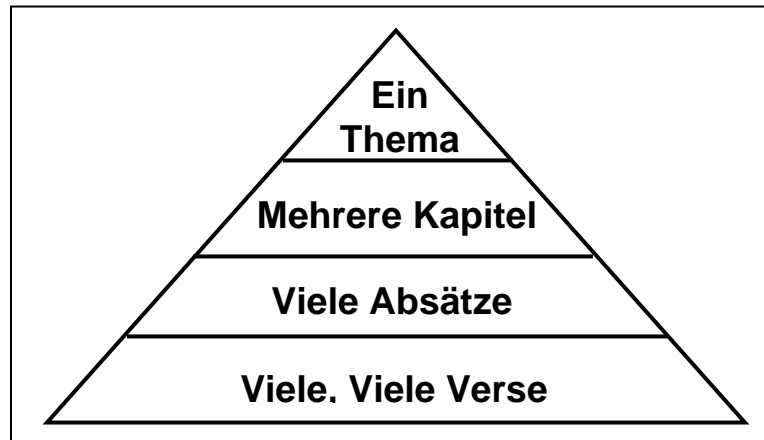 Ein
Thema
Mehrere Kapitel
Viele Absätze
Viele, Viele Verse